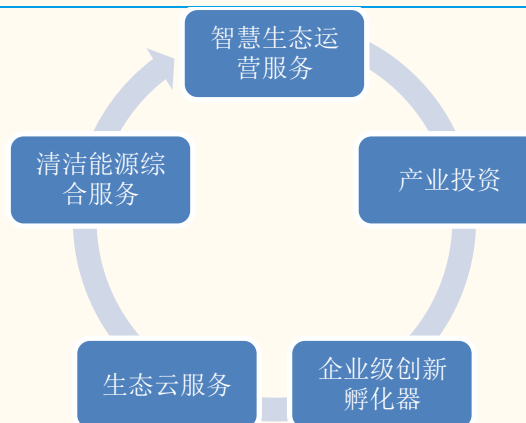 智慧生态运
营服务
产业投资
企业级创新
孵化器
生态云服务
清洁能源综
合服务